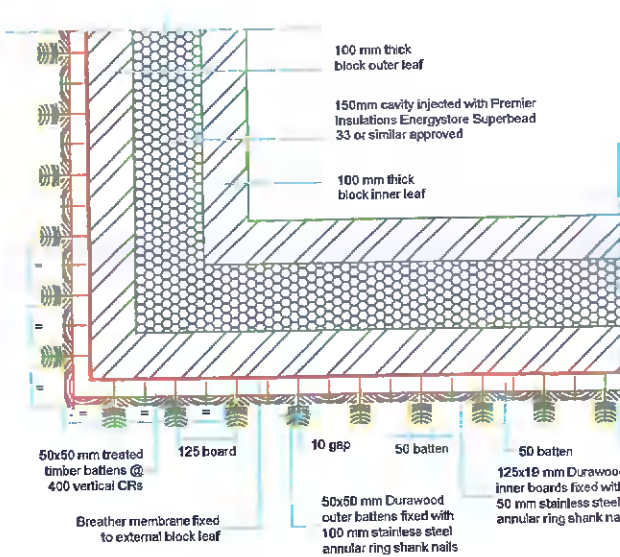 100 mm thick
block outer leaf
150mm cavity injected with Premier
Insulations Energystore Superbead
33 or similar approved
100 mm thick
block inner leaf
=
=
=
=
=
=
50x50 mm treated
timber battens @
400 vertical CRs
125 board
10 gap
50 batten
50 batten
125x19 mm Durawood
inner boards fixed with
50 mm stainless steel
annular ring shank na
Breather membrane fixed
to external block leaf
50x50 mm Durawood
outer battens fixed with
100 mm stainless steel
annular ring shank nails